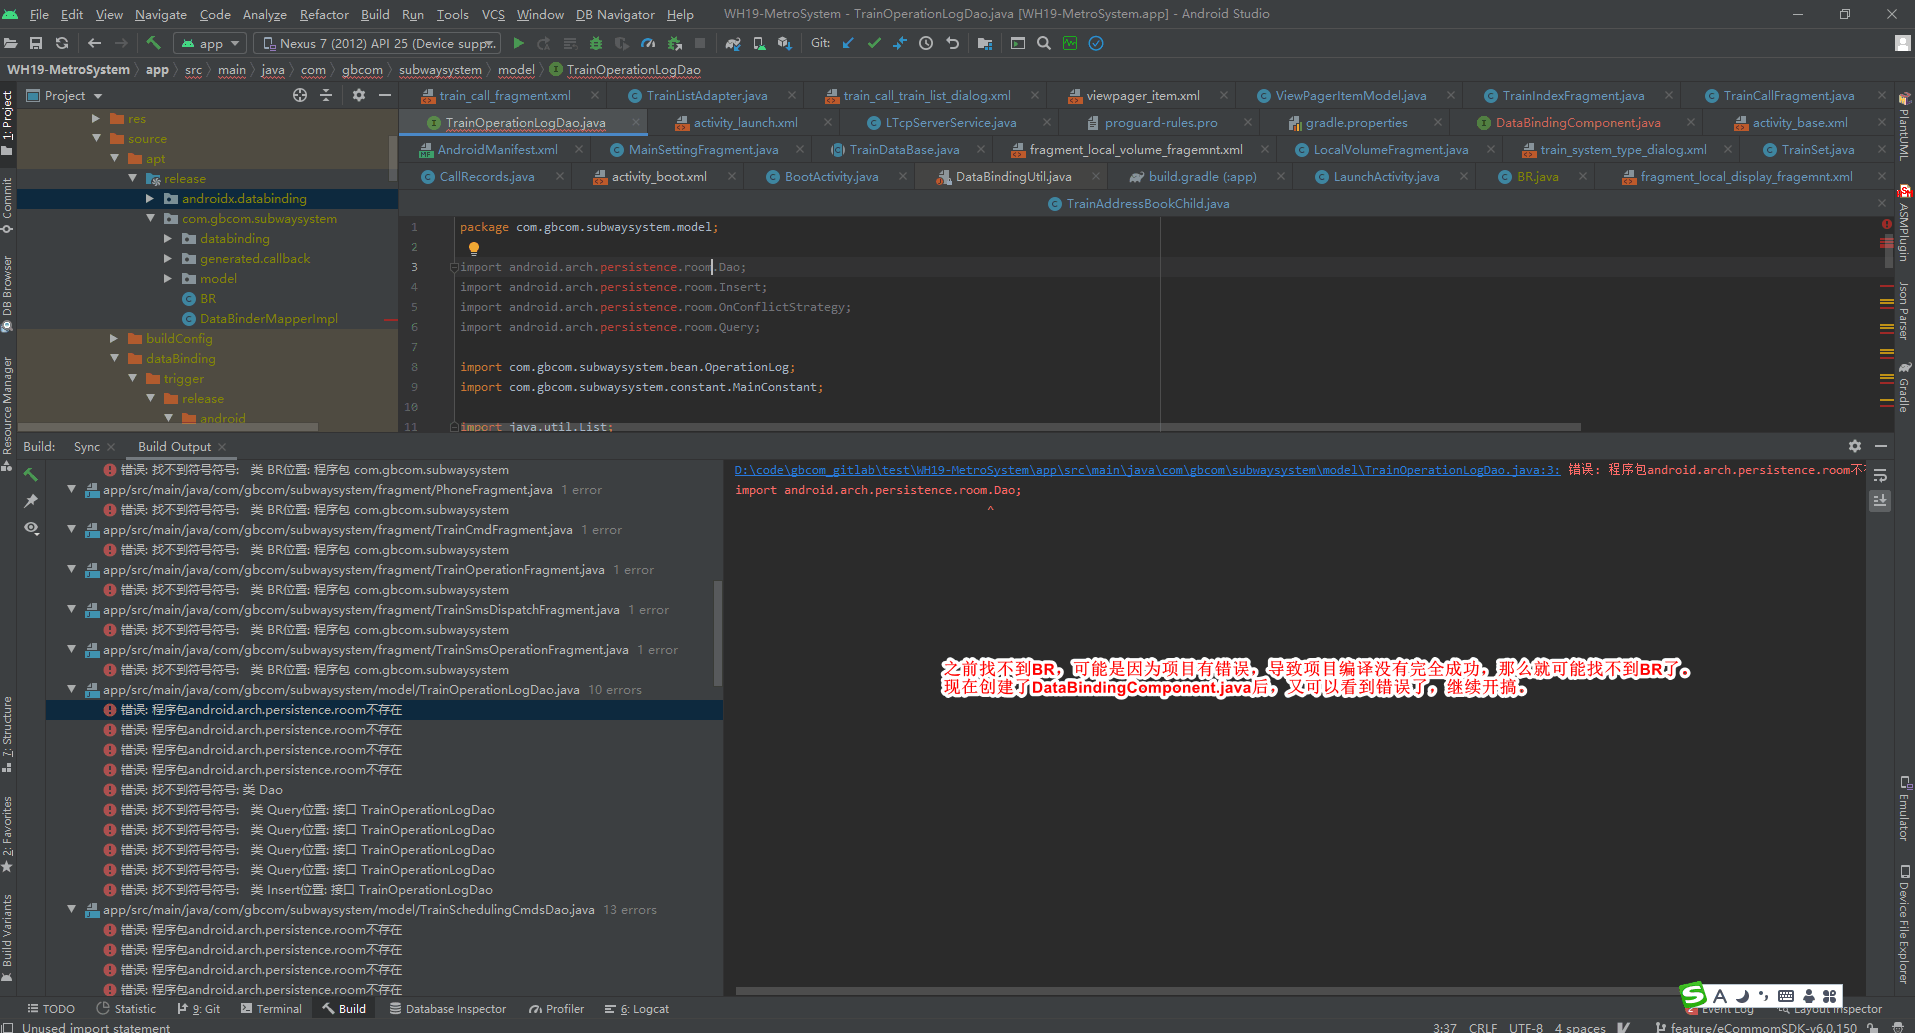 File Edit View Navigate Code Analyze Refactor Build Run Tools VCS Window DB Navigator Help WH19-MetroSystem - TrainOperationLogDao.java [WH19-MetroSystem.app] - Android Studio
app Nexus 7 (2012) API 25 (Device supp... Git:
WH19-MetroSystem app src main java com gbcom subwaysystem model TrainOperationLogDao
Project train_call_fragment.xml TrainListAdapter.java train_call_train_list_dialog.xml viewpager_item.xml ViewPagerItemModel.java TrainIndexFragment.java TrainCallFragment.java
TrainOperationLogDao.java activity_launch.xml LTcpServerService.java proguard-rules.pro gradle.properties DataBindingComponent.java activity_base.xml
AndroidManifest.xml MainSettingFragment.java TrainDataBase.java fragment_local_volume_fragemnt.xml LocalVolumeFragment.java train_system_type_dialog.xml TrainSet.java
CallRecords.java activity_boot.xml BootActivity.java DataBindingUtil.java build.gradle (:app) LaunchActivity.java BR.java fragment_local_display_fragemnt.xml
TrainAddressBookChild.java
1: Project
Commit
DB Browser
Resource Manager
7: Structure
2: Favorites
Build Variants
res
source
apt
release
androidx.databinding
com.gbcom.subwaysystem
databinding
generated.callback
model
BR
DataBinderMapperImpl
buildConfig
dataBinding
trigger
release
android
1 package com.gbcom.subwaysystem.model;
2
3 import android.arch.persistence.room.Dao;
4 import android.arch.persistence.room.Insert;
5 import android.arch.persistence.room.OnConflictStrategy;
6 import android.arch.persistence.room.Query;
7
8 import com.gbcom.subwaysystem.bean.OperationLog;
9 import com.gbcom.subwaysystem.constant.MainConstant;
10
11 import java.util.List;
PlantUML
ASMPlugin
Json Parser
Gradle
Emulator
Device File Explorer
Build: Sync Build Output
错误: 找不到符号符号: 类 BR位置: 程序包 com.gbcom.subwaysystem
app/src/main/java/com/gbcom/subwaysystem/fragment/PhoneFragment.java 1 error
错误: 找不到符号符号: 类 BR位置: 程序包 com.gbcom.subwaysystem
app/src/main/java/com/gbcom/subwaysystem/fragment/TrainCmdFragment.java 1 error
错误: 找不到符号符号: 类 BR位置: 程序包 com.gbcom.subwaysystem
app/src/main/java/com/gbcom/subwaysystem/fragment/TrainOperationFragment.java 1 error
错误: 找不到符号符号: 类 BR位置: 程序包 com.gbcom.subwaysystem
app/src/main/java/com/gbcom/subwaysystem/fragment/TrainSmsDispatchFragment.java 1 error
错误: 找不到符号符号: 类 BR位置: 程序包 com.gbcom.subwaysystem
app/src/main/java/com/gbcom/subwaysystem/fragment/TrainSmsOperationFragment.java 1 error
错误: 找不到符号符号: 类 BR位置: 程序包 com.gbcom.subwaysystem
app/src/main/java/com/gbcom/subwaysystem/model/TrainOperationLogDao.java 10 errors
错误: 程序包android.arch.persistence.room不存在
错误: 程序包android.arch.persistence.room不存在
错误: 程序包android.arch.persistence.room不存在
错误: 程序包android.arch.persistence.room不存在
错误: 找不到符号符号: 类 Dao
错误: 找不到符号符号: 类 Query位置: 接口 TrainOperationLogDao
错误: 找不到符号符号: 类 Query位置: 接口 TrainOperationLogDao
错误: 找不到符号符号: 类 Query位置: 接口 TrainOperationLogDao
错误: 找不到符号符号: 类 Query位置: 接口 TrainOperationLogDao
错误: 找不到符号符号: 类 Insert位置: 接口 TrainOperationLogDao
app/src/main/java/com/gbcom/subwaysystem/model/TrainSchedulingCmdsDao.java 13 errors
错误: 程序包android.arch.persistence.room不存在
错误: 程序包android.arch.persistence.room不存在
错误: 程序包android.arch.persistence.room不存在
错误: 程序包android.arch.persistence.room不存在
D:\code\gbcom_gitlab\test\WH19-MetroSystem\app\src\main\java\com\gbcom\subwaysystem\model\TrainOperationLogDao.java:3: 错误: 程序包android.arch.persistence.room不
import android.arch.persistence.room.Dao;
^
之前找不到BR，可能是因为项目有错误，导致项目编译没有完全成功，那么就可能找不到BR了。
现在创建了DataBindingComponent.java后，又可以看到错误了，继续开搞。
TODO Statistic 9: Git Terminal Build Database Inspector Profiler 6: Logcat Event Log Layout Inspector
Unused import statement 3:37 CRLF UTF-8 4 spaces feature/eCommomSDK-v6.0.150